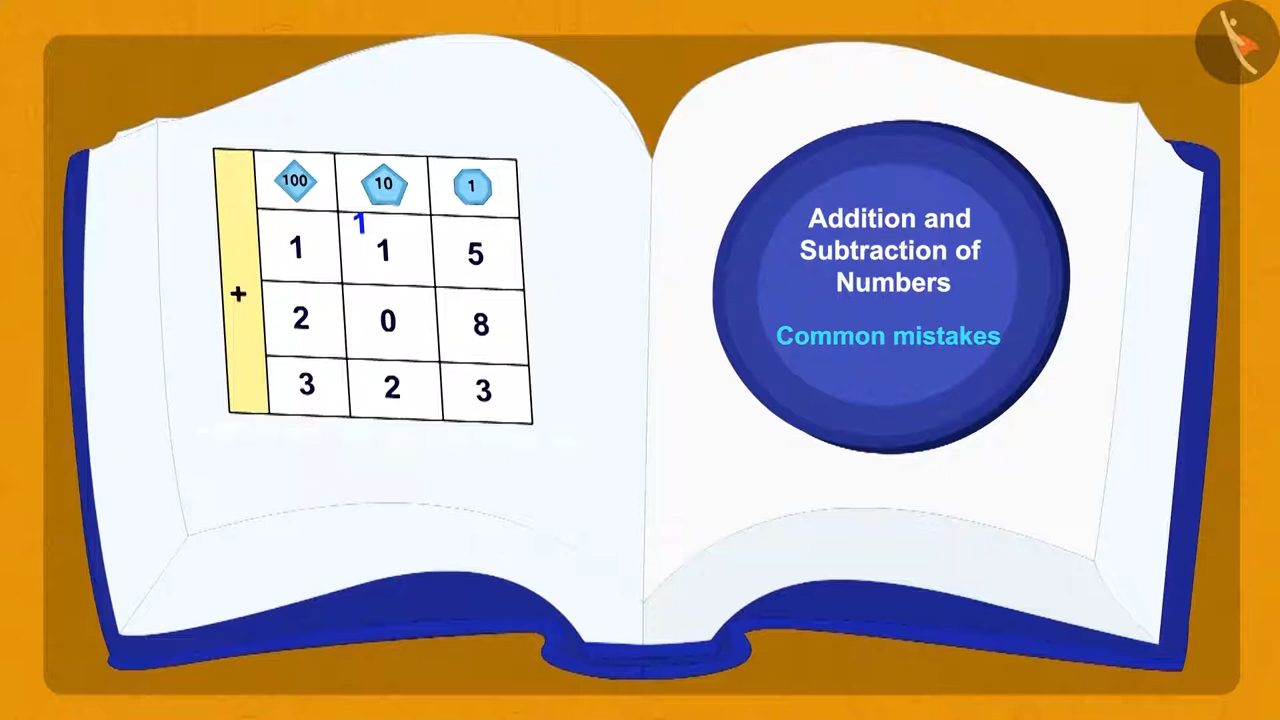 100 10 1
1
1 1 5
+
2 0 8
3 2 3
Addition and
Subtraction of
Numbers
Common mistakes